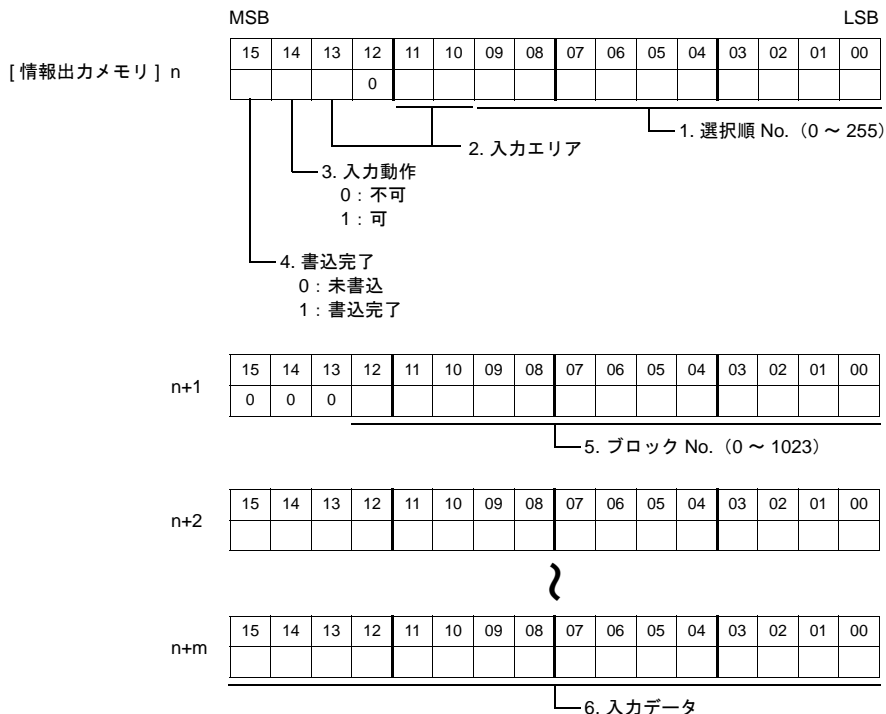 MSB LSB
[情報出力メモリ] n
15 14 13 12 11 10 09 08 07 06 05 04 03 02 01 00
0
1. 選択順 No.（0 ～ 255）
2. 入力エリア
3. 入力動作
0：不可
1：可
4. 書込完了
0：未書込
1：書込完了
n+1
15 14 13 12 11 10 09 08 07 06 05 04 03 02 01 00
0 0 0
5. ブロック No.（0 ～ 1023）
n+2
15 14 13 12 11 10 09 08 07 06 05 04 03 02 01 00
～
n+m
15 14 13 12 11 10 09 08 07 06 05 04 03 02 01 00
6. 入力データ